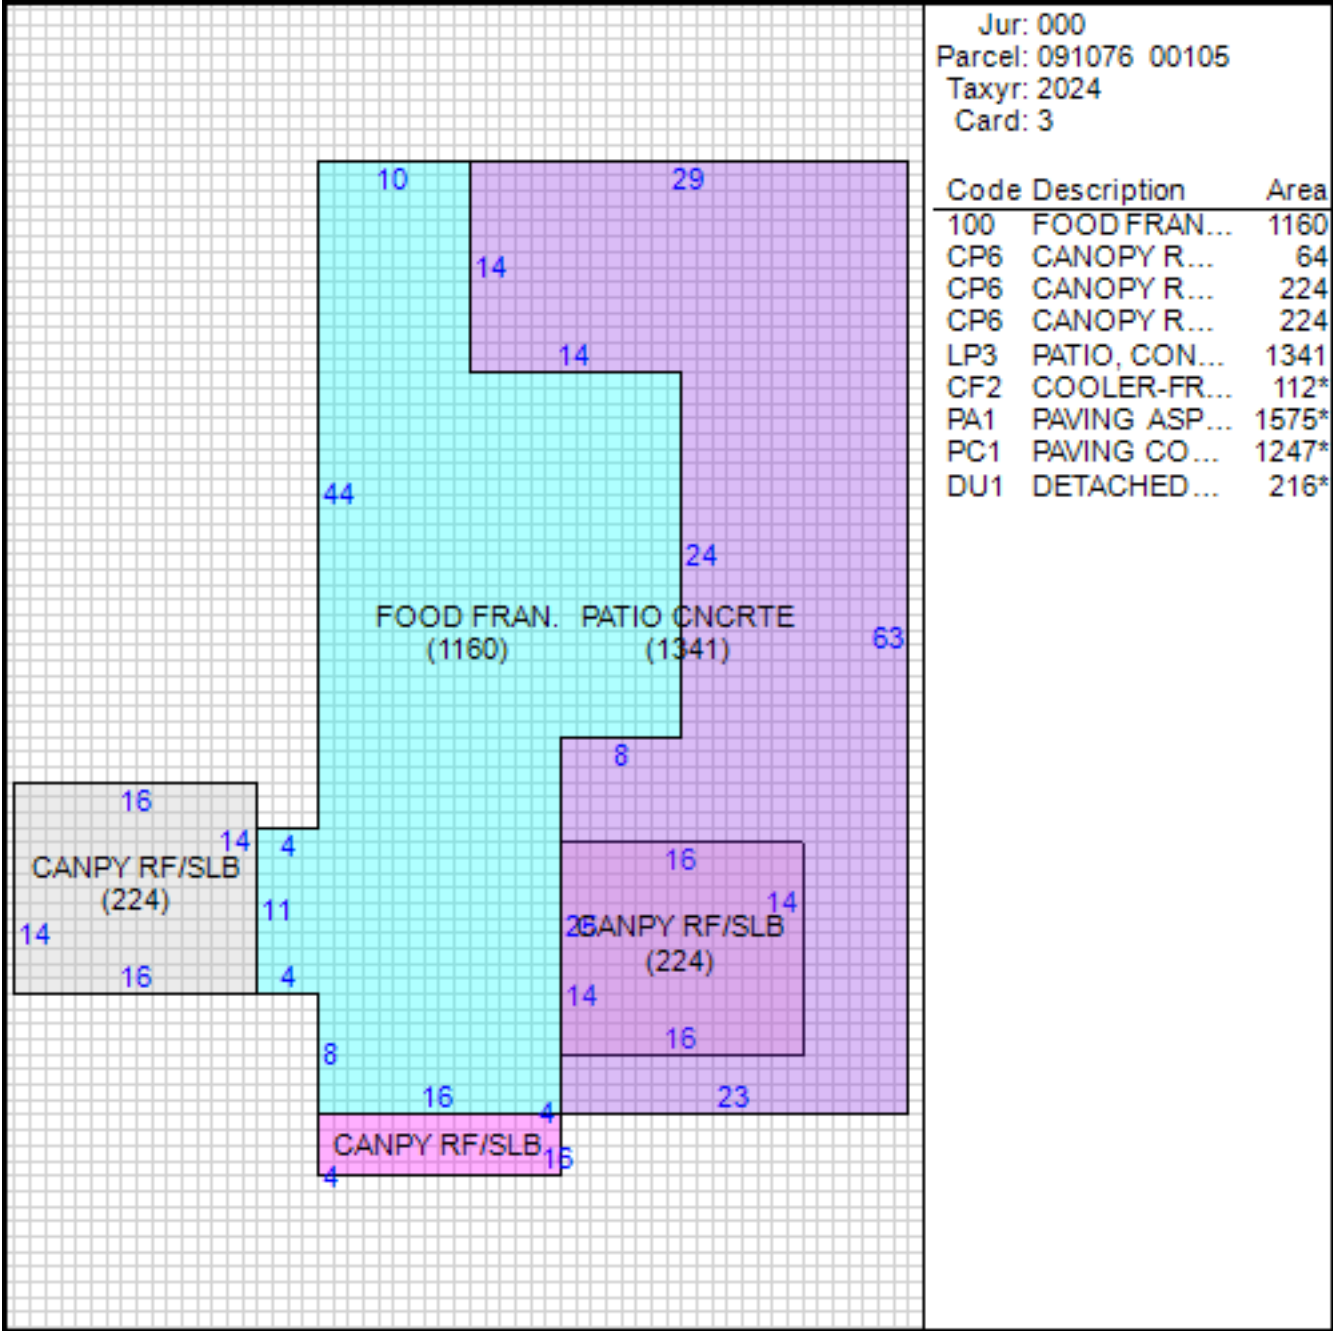 Jur: 000
Parcel: 091076 00105
Taxyr: 2024
Card: 3
Code Description Area
100 FOOD FRAN... 1160
CP6 CANOPY R... 64
CP6 CANOPY R... 224
CP6 CANOPY R... 224
LP3 PATIO, CON... 1341
CF2 COOLER-FR... 112*
PA1 PAVING ASP... 1575*
PC1 PAVING CO... 1247*
DU1 DETACHED... 216*
10
29
14
14
44
24
FOOD FRAN.
(1160)
PATIO CNCRTE
(1341)
63
8
16
14
4
CANPY RF/SLB
(224)
11
14
16
4
16
14
25
CANPY RF/SLB
(224)
14
16
8
16
4
23
CANPY RF/SLB
16
4